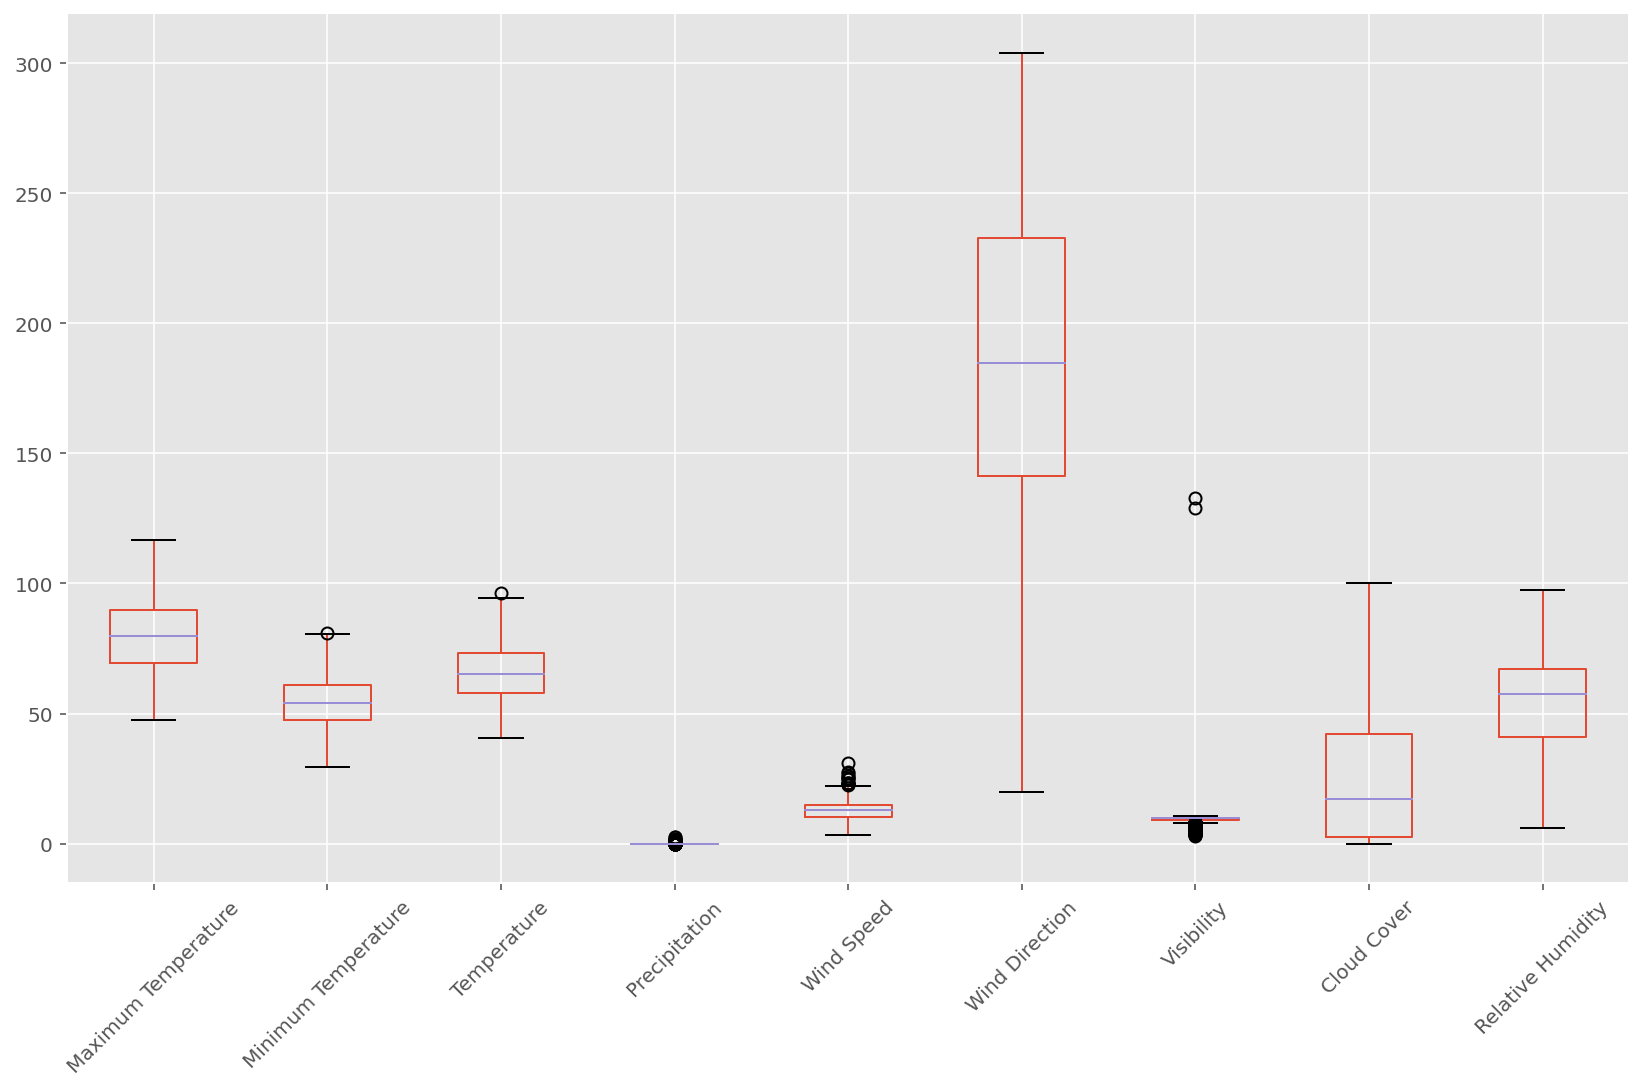 300
250
200
150
100
50
0
Maximum Temperature
Minimum Temperature
Temperature
Precipitation
Wind Speed
Wind Direction
Visibility
Cloud Cover
Relative Humidity